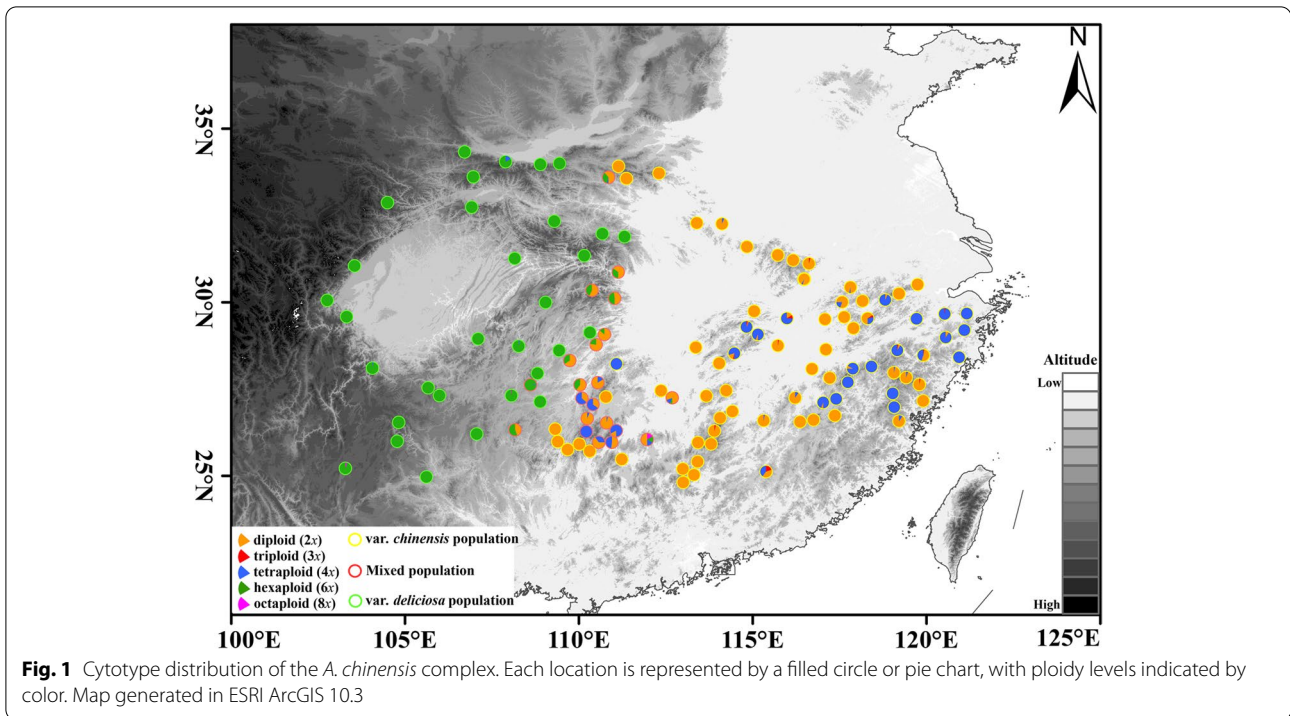 N
35°N
30°N
25°N
Altitude
Low
High
diploid (2x)
triploid (3x)
tetraploid (4x)
hexaploid (6x)
octaploid (8x)
var. chinensis population
Mixed population
var. deliciosa population
100°E 105°E 110°E 115°E 120°E 125°E
Fig. 1 Cytotype distribution of the A. chinensis complex. Each location is represented by a filled circle or pie chart, with ploidy levels indicated by
color. Map generated in ESRI ArcGIS 10.3